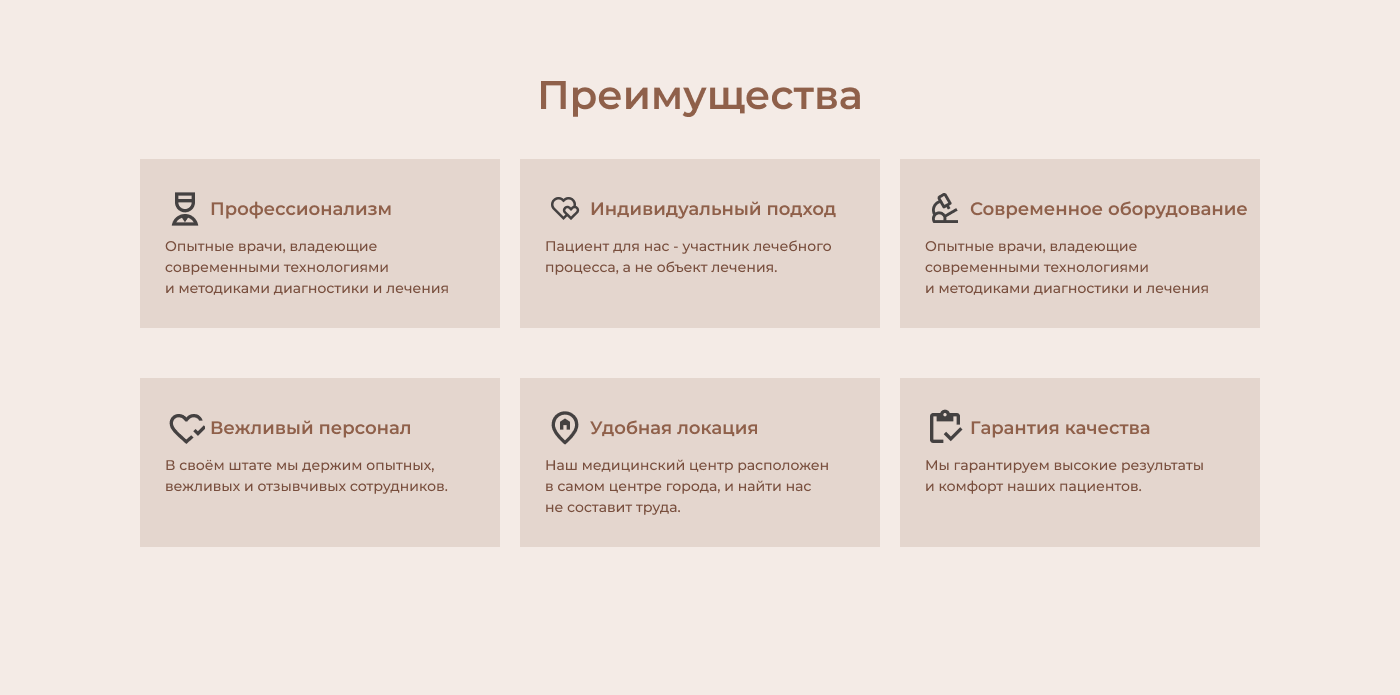 Преимущества
Профессионализм
Опытные врачи, владеющие
современными технологиями
и методиками диагностики и лечения
Индивидуальный подход
Пациент для нас - участник лечебного
процесса, а не объект лечения.
Современное оборудование
Опытные врачи, владеющие
современными технологиями
и методиками диагностики и лечения
Вежливый персонал
В своём штате мы держим опытных,
вежливых и отзывчивых сотрудников.
Удобная локация
Наш медицинский центр расположен
в самом центре города, и найти нас
не составит труда.
Гарантия качества
Мы гарантируем высокие результаты
и комфорт наших пациентов.